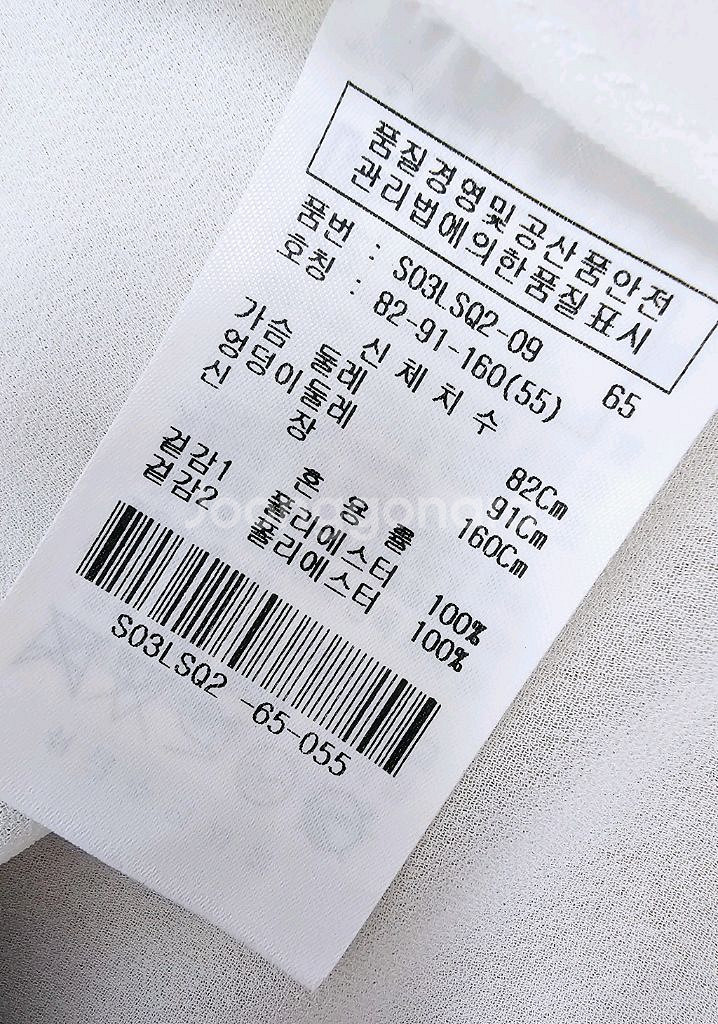 품질경영및공산품안전
관리법에의한품질표시
품번 : S03LSQ2-09 65
호칭 : 82-91-160(55)
신 체 치 수
가슴 둘레 82Cm
엉덩이둘레 91Cm
신 장 160Cm
혼 용 률
겉감1 폴리에스터 100%
겉감2 폴리에스터 100%
S03LSQ2 -65-055
joongogona